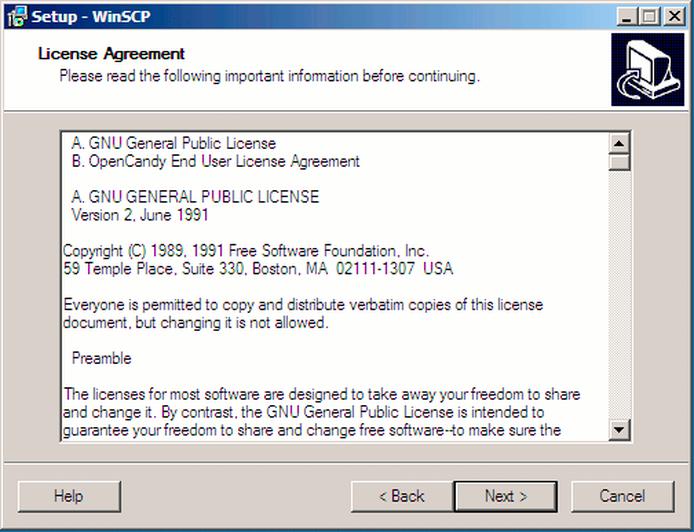 Setup - WinSCP
License Agreement
Please read the following important information before continuing.
A. GNU General Public License
B. OpenCandy End User License Agreement
A. GNU GENERAL PUBLIC LICENSE
Version 2, June 1991
Copyright (C) 1989, 1991 Free Software Foundation, Inc.
59 Temple Place, Suite 330, Boston, MA 02111-1307 USA
Everyone is permitted to copy and distribute verbatim copies of this license
document, but changing it is not allowed.
Preamble
The licenses for most software are designed to take away your freedom to share
and change it. By contrast, the GNU General Public License is intended to
guarantee your freedom to share and change free software--to make sure the
Help < Back Next > Cancel